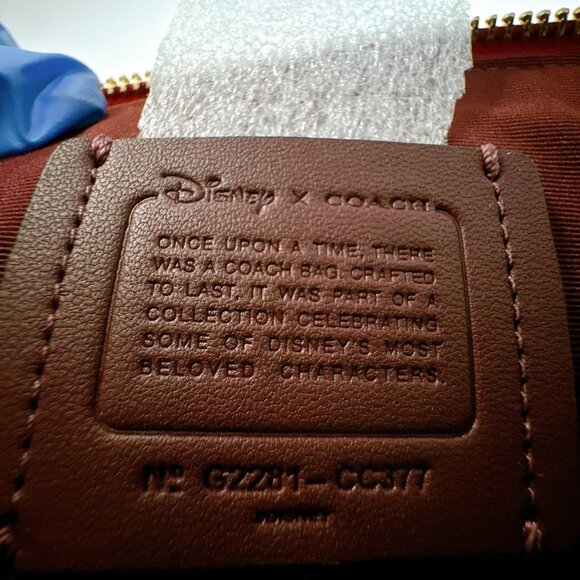 Disney X COACH
ONCE UPON A TIME, THERE
WAS A COACH BAG. CRAFTED
TO LAST, IT WAS PART OF A
COLLECTION CELEBRATING
SOME OF DISNEY'S MOST
BELOVED CHARACTERS.
Nº G2281-CC377